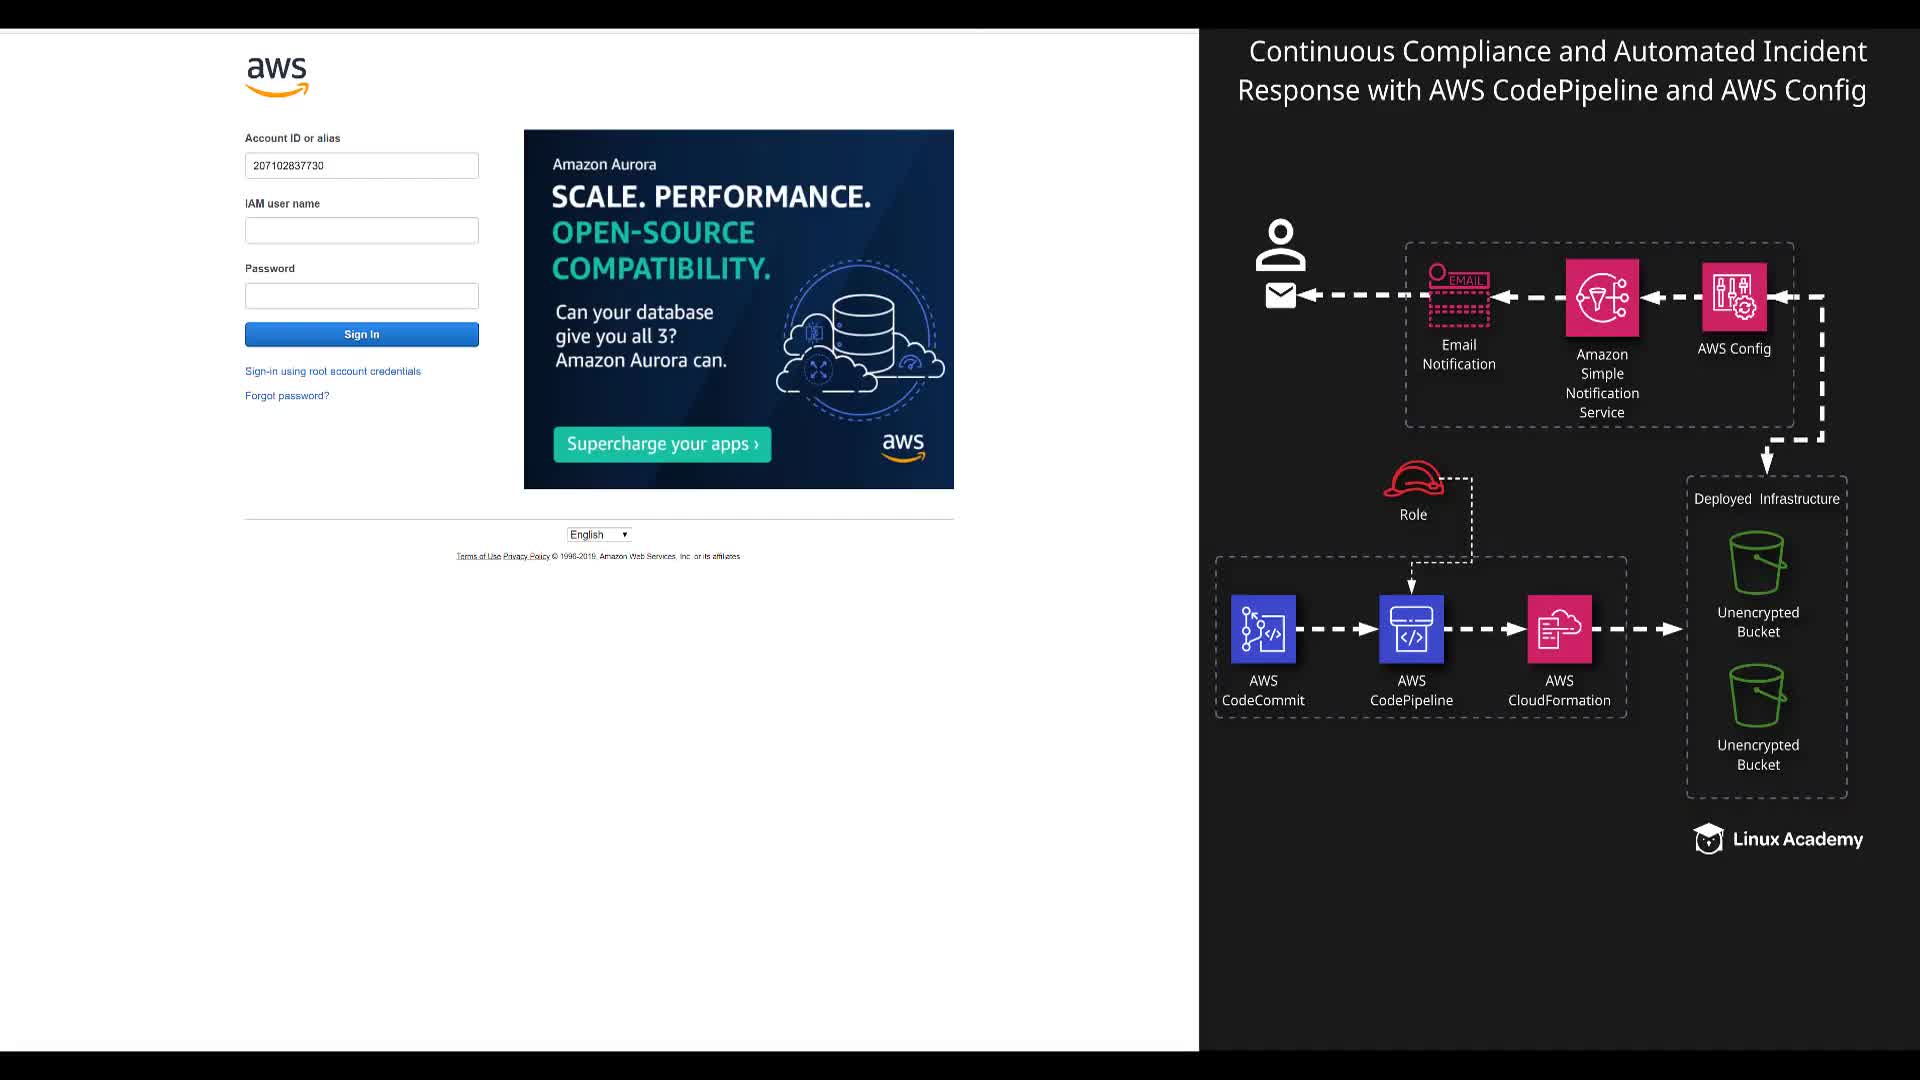 aws
Account ID or alias
207102837730
IAM user name
Password
Sign In
Sign-in using root account credentials
Forgot password?
Amazon Aurora
SCALE. PERFORMANCE.
OPEN-SOURCE
COMPATIBILITY.
Can your database
give you all 3?
Amazon Aurora can.
Supercharge your apps ›
aws
English
Terms of Use Privacy Policy © 1996-2019, Amazon Web Services, Inc. or its affiliates
Continuous Compliance and Automated Incident
Response with AWS CodePipeline and AWS Config
EMAIL
Email
Notification
Amazon
Simple
Notification
Service
AWS Config
Role
Deployed Infrastructure
Unencrypted
Bucket
Unencrypted
Bucket
AWS
CodeCommit
AWS
CodePipeline
AWS
CloudFormation
Linux Academy